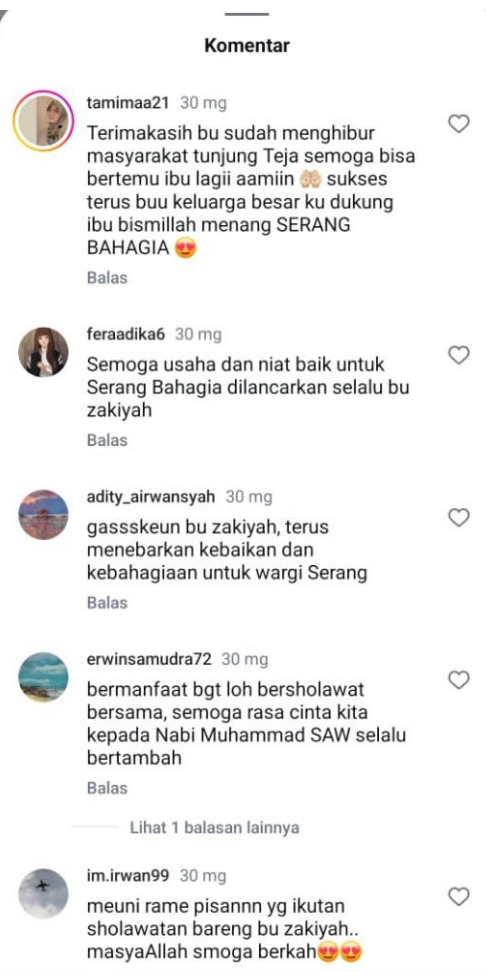 Komentar
tamimaa21 30 mg
Terimakasih bu sudah menghibur
masyarakat tunjung Teja semoga bisa
bertemu ibu lagii aamiin 🤲🏻 sukses
terus buu keluarga besar ku dukung
ibu bismillah menang SERANG
BAHAGIA 😍
Balas
feraadika6 30 mg
Semoga usaha dan niat baik untuk
Serang Bahagia dilancarkan selalu bu
zakiyah
Balas
adity_airwansyah 30 mg
gassskeun bu zakiyah, terus
menebarkan kebaikan dan
kebahagiaan untuk wargi Serang
Balas
erwinsamudra72 30 mg
bermanfaat bgt loh bersholawat
bersama, semoga rasa cinta kita
kepada Nabi Muhammad SAW selalu
bertambah
Balas
Lihat 1 balasan lainnya
im.irwan99 30 mg
meuni rame pisannn yg ikutan
sholawatan bareng bu zakiyah..
masyaAllah smoga berkah😍😍